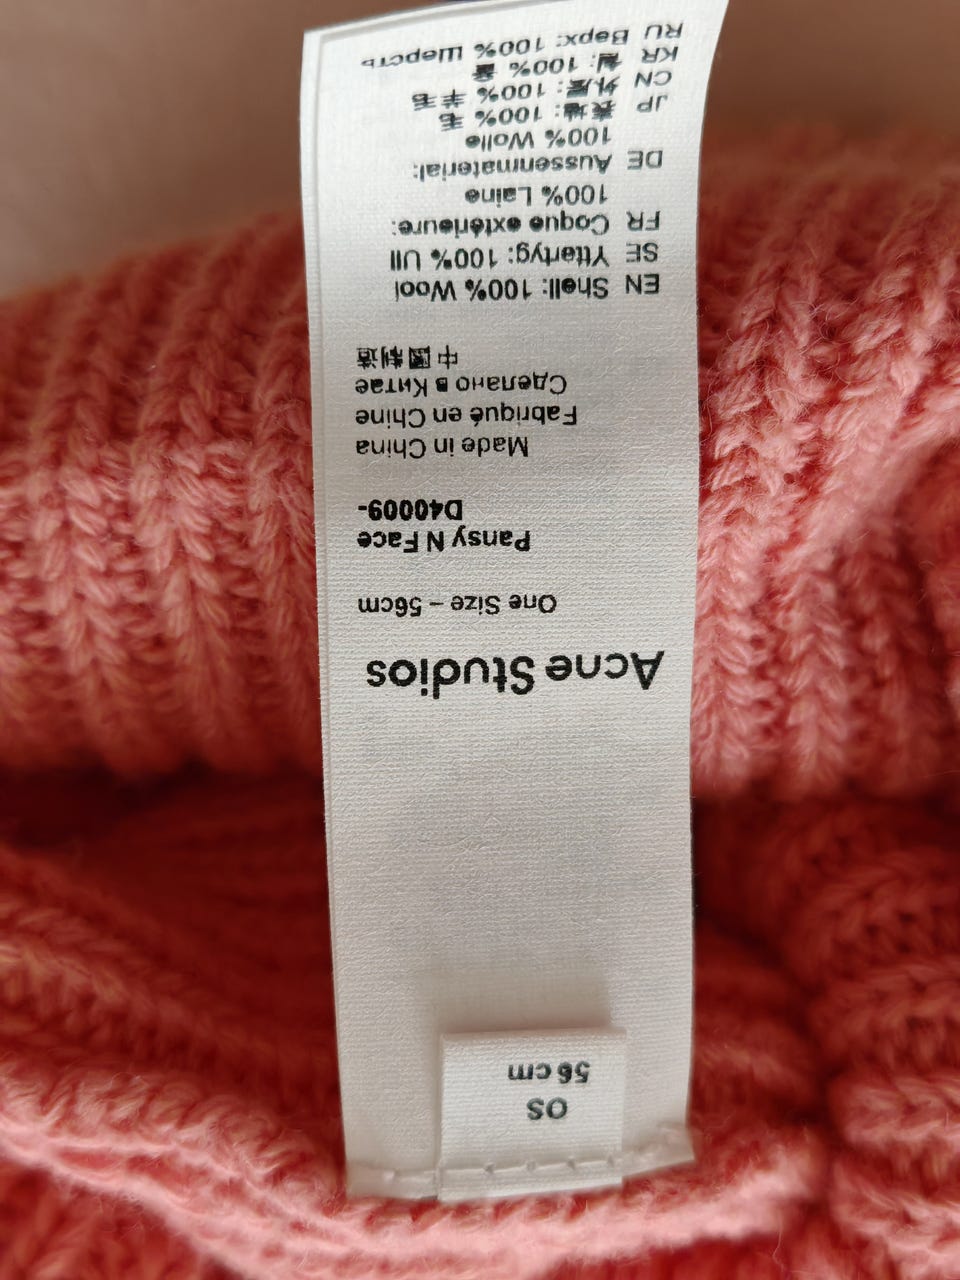 OS
56 cm
Acne Studios
One Size – 56cm
Pansy N Face
D40009-
Made in China
Fabriqué en Chine
Сделано в Китае
中國制造
EN Shell: 100% Wool
SE Yttertyg: 100% Ull
FR Coque extérieure:
100% Laine
DE Aussenmaterial:
100% Wolle
JP 表地: 100% 毛
CN 外层: 100% 羊毛
KR 겉: 100% 울
RU Верх: 100% Шерсть